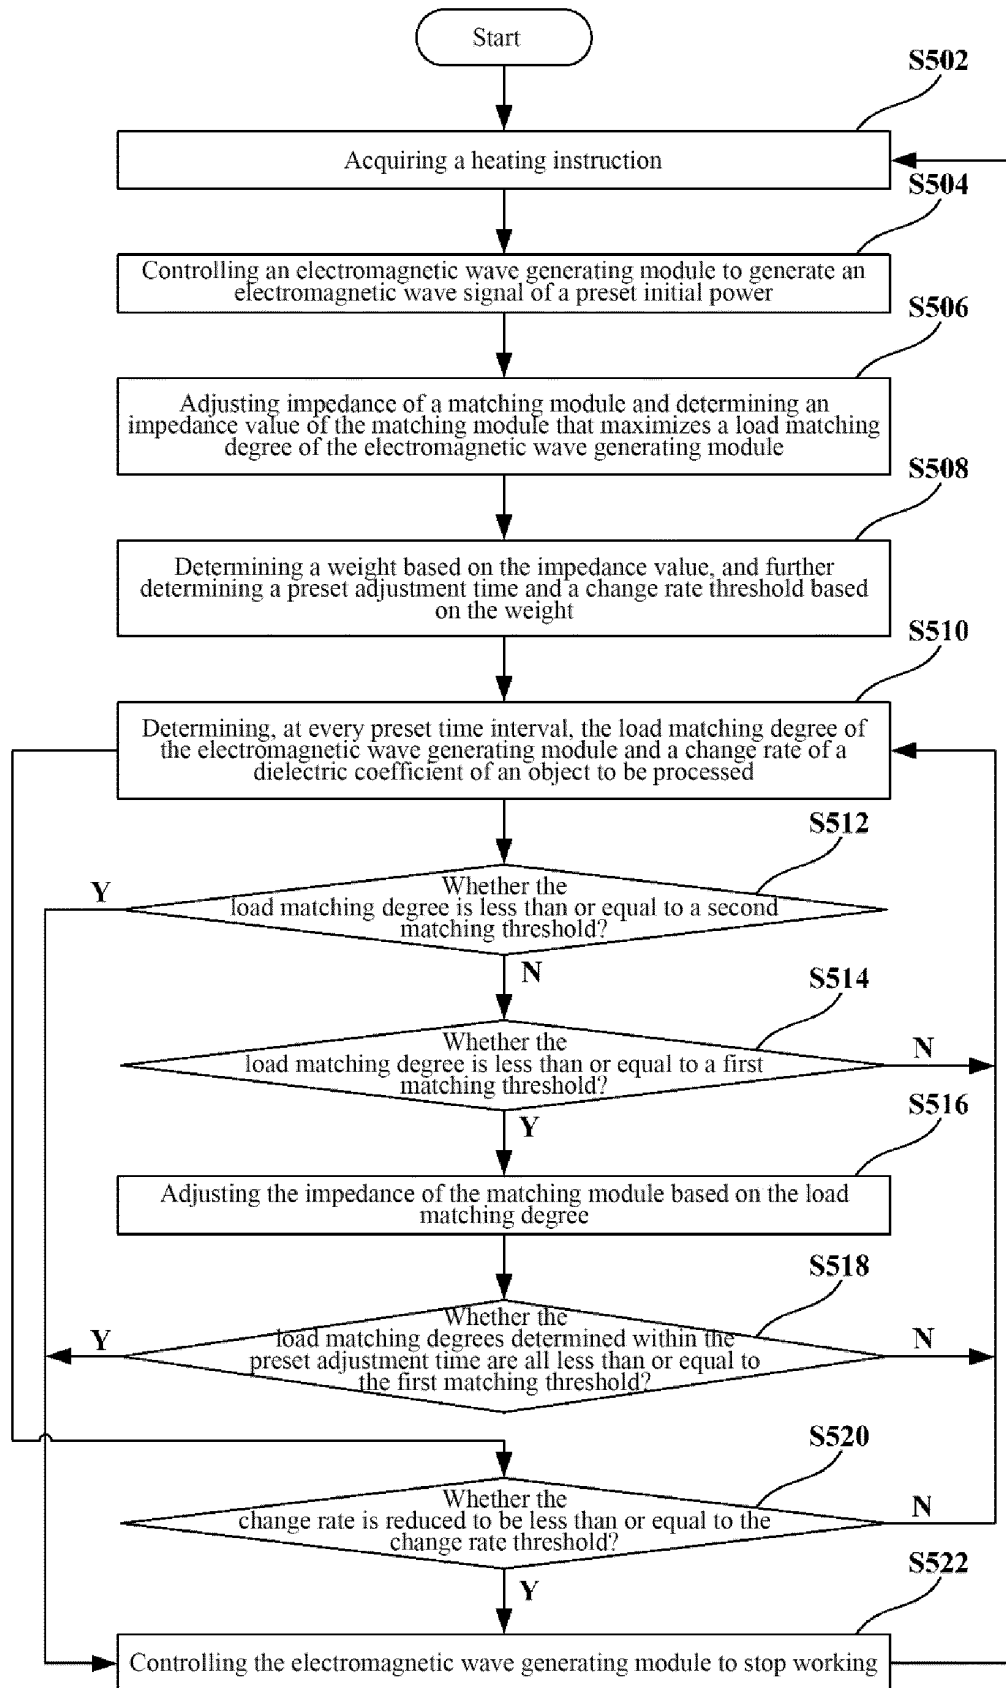 Start
S502
Acquiring a heating instruction
S504
Controlling an electromagnetic wave generating module to generate an
electromagnetic wave signal of a preset initial power
S506
Adjusting impedance of a matching module and determining an
impedance value of the matching module that maximizes a load matching
degree of the electromagnetic wave generating module
S508
Determining a weight based on the impedance value, and further
determining a preset adjustment time and a change rate threshold based
on the weight
S510
Determining, at every preset time interval, the load matching degree of
the electromagnetic wave generating module and a change rate of a
dielectric coefficient of an object to be processed
S512
Y
Whether the
load matching degree is less than or equal to a second
matching threshold?
N
S514
Whether the
load matching degree is less than or equal to a first
matching threshold?
N
Y
S516
Adjusting the impedance of the matching module based on the load
matching degree
S518
Y
Whether the
load matching degrees determined within the
preset adjustment time are all less than or equal to
the first matching threshold?
N
S520
Whether the
change rate is reduced to be less than or equal to the
change rate threshold?
N
Y
S522
Controlling the electromagnetic wave generating module to stop working